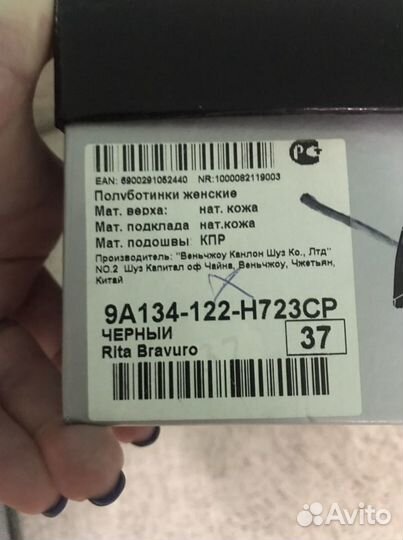 EAN: 6900291052440 NR:1000082119003
Полуботинки женские
Мат. верха: нат. кожа
Мат. подклада нат.кожа
Мат. подошвы: КПР
Производитель: "Веньчжоу Канлон Шуз Ко., Лтд"
NO.2 Шуз Капитал оф Чайна, Веньчжоу, Чжетьян,
Китай
9A134-122-H723CP
ЧЕРНЫЙ 37
Rita Bravuro
Avito